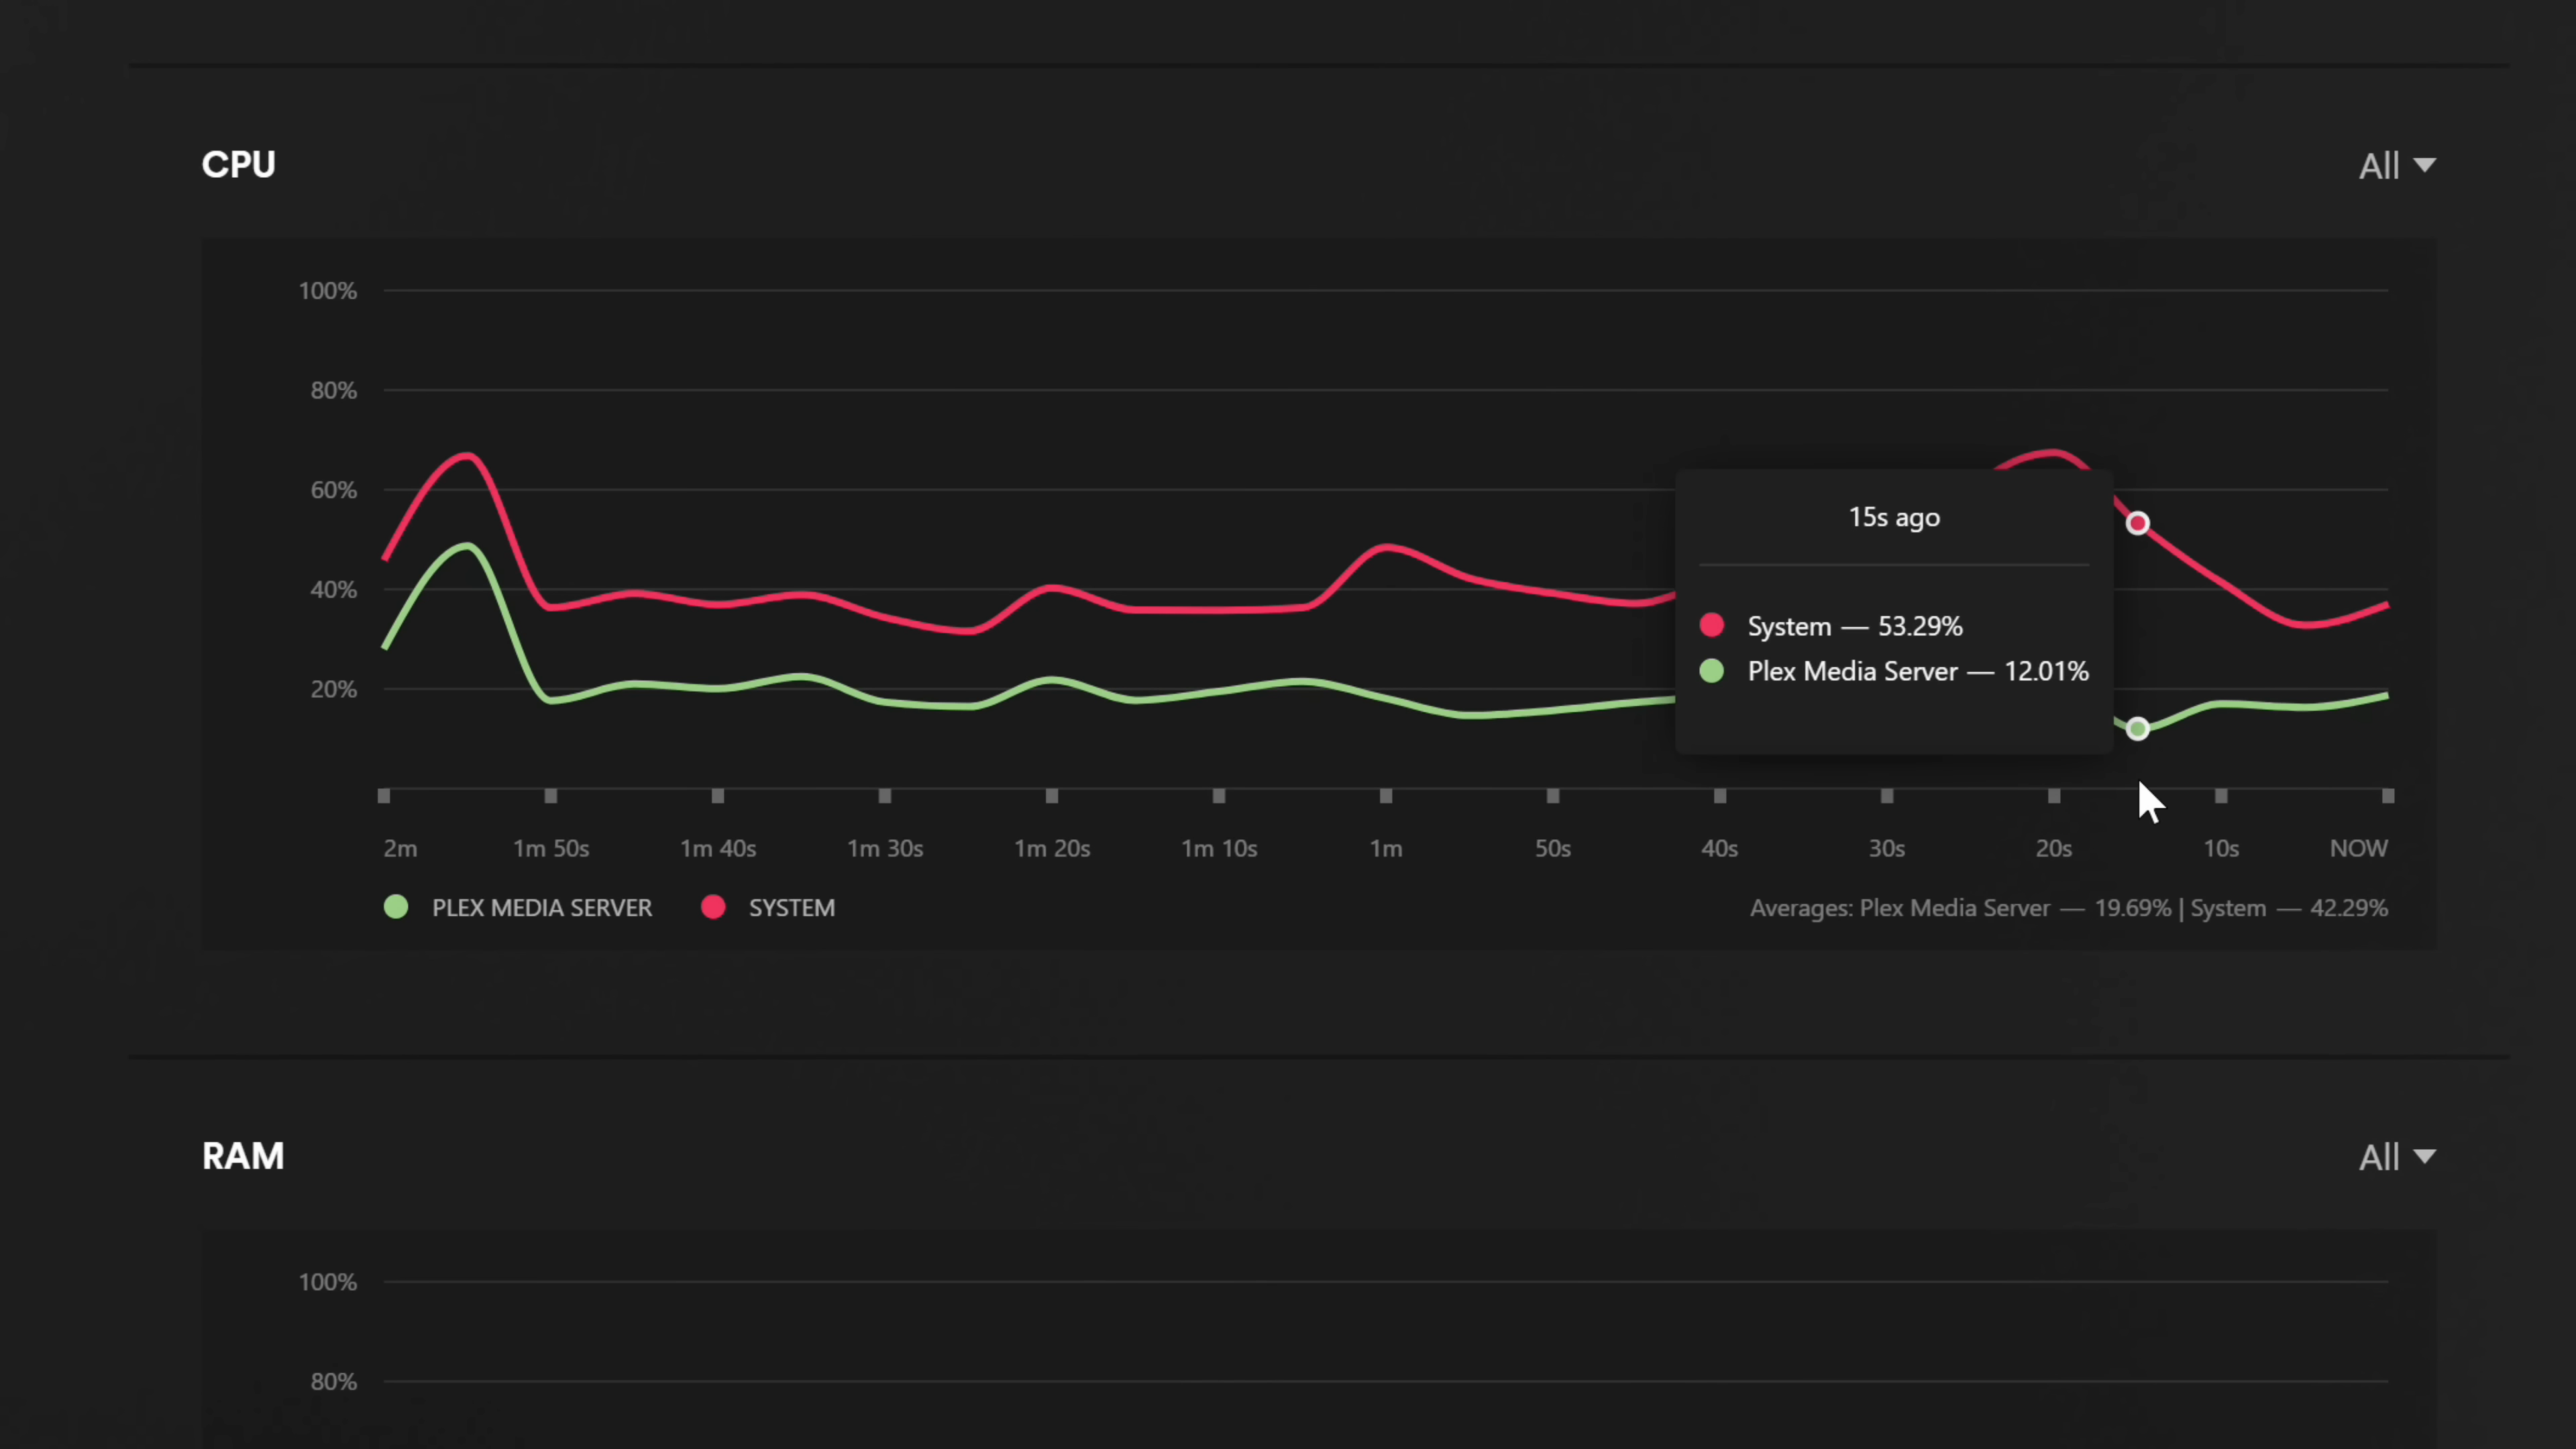 CPU
All
100%
80%
60%
40%
20%
15s ago
System — 53.29%
Plex Media Server — 12.01%
2m 1m 50s 1m 40s 1m 30s 1m 20s 1m 10s 1m 50s 40s 30s 20s 10s NOW
PLEX MEDIA SERVER SYSTEM
Averages: Plex Media Server — 19.69% | System — 42.29%
RAM
All
100%
80%